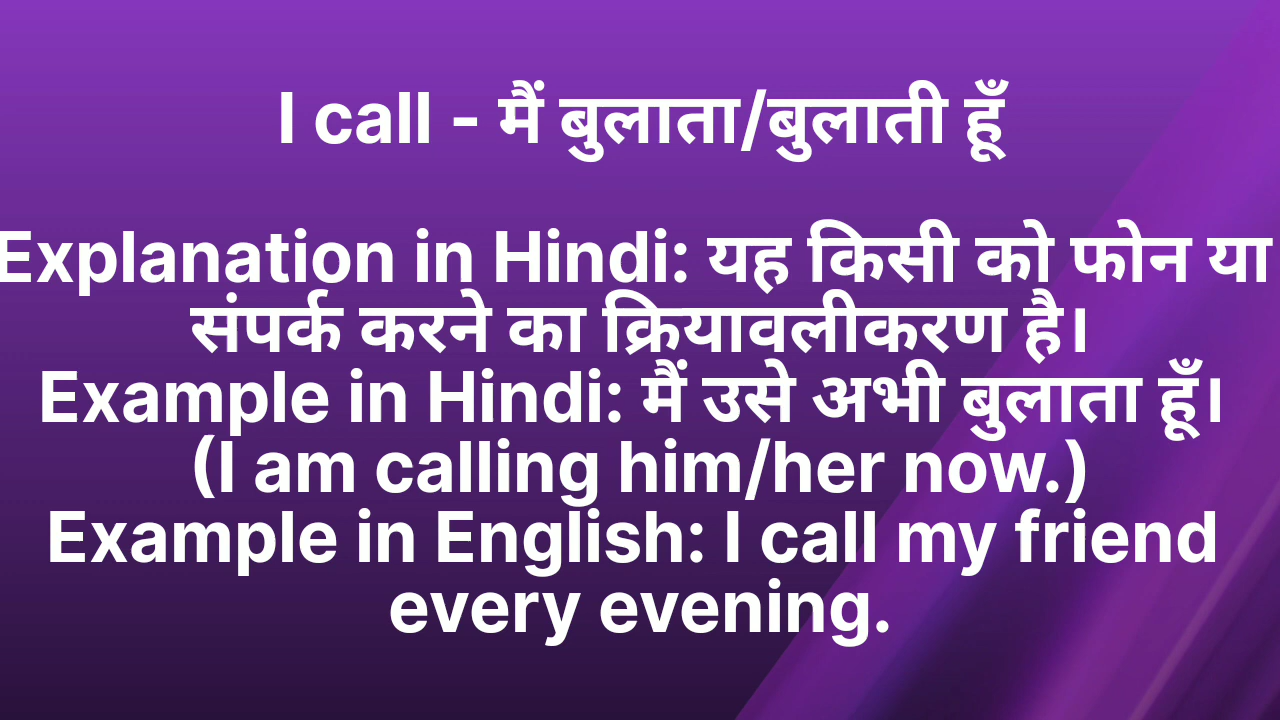 I call - मैं बुलाता/बुलाती हूँ
Explanation in Hindi: यह किसी को फोन या
संपर्क करने का क्रियावलीकरण है।
Example in Hindi: मैं उसे अभी बुलाता हूँ।
(I am calling him/her now.)
Example in English: I call my friend
every evening.